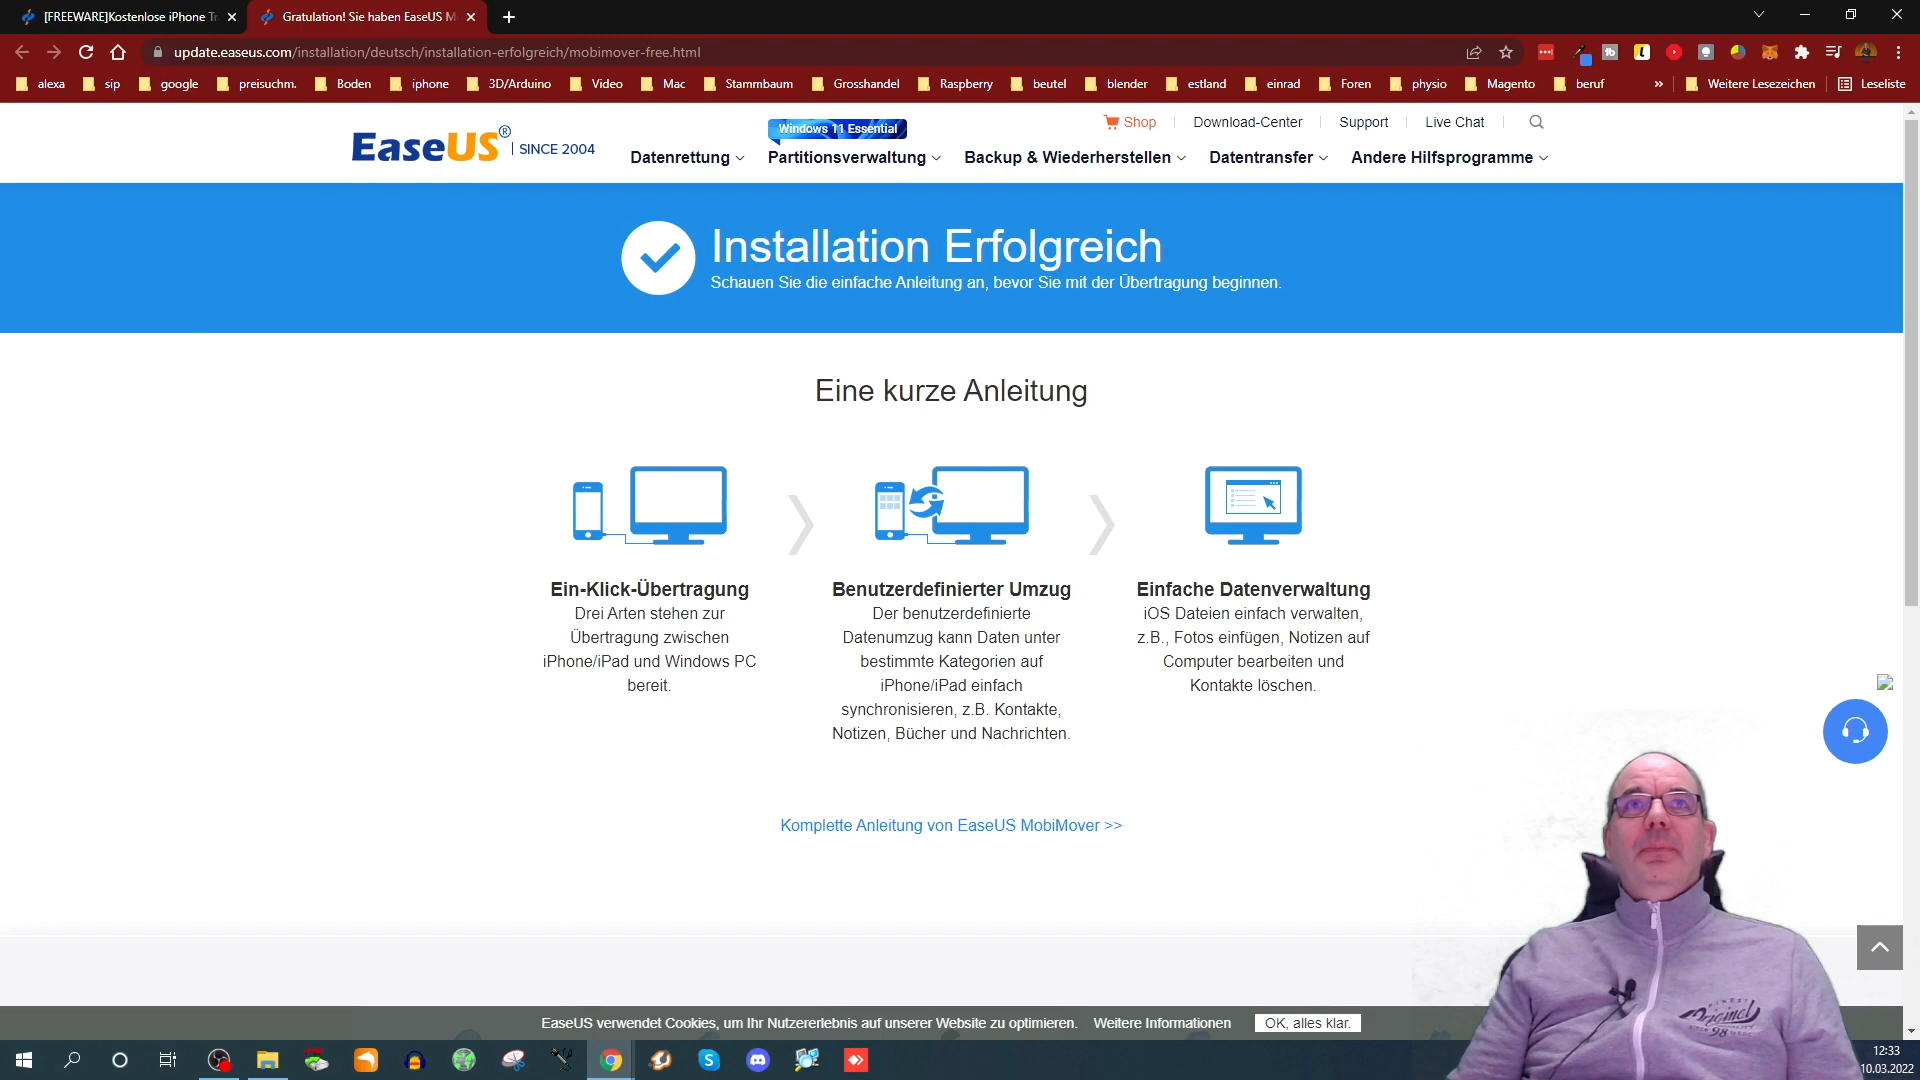 [FREEWARE]Kostenlose iPhone Tr
Gratulation! Sie haben EaseUS M
update.easeus.com/installation/deutsch/installation-erfolgreich/mobimover-free.html
alexa sip google preisuchm. Boden iphone 3D/Arduino Video Mac Stammbaum Grosshandel Raspberry beutel blender estland einrad Foren physio Magento beruf » Weitere Lesezeichen Leseliste
Shop Download-Center Support Live Chat
EaseUS® SINCE 2004
Windows 11 Essential
Datenrettung Partitionsverwaltung Backup & Wiederherstellen Datentransfer Andere Hilfsprogramme
Installation Erfolgreich
Schauen Sie die einfache Anleitung an, bevor Sie mit der Übertragung beginnen.
Eine kurze Anleitung
Ein-Klick-Übertragung
Drei Arten stehen zur
Übertragung zwischen
iPhone/iPad und Windows PC
bereit.
Benutzerdefinierter Umzug
Der benutzerdefinierte
Datenumzug kann Daten unter
bestimmte Kategorien auf
iPhone/iPad einfach
synchronisieren, z.B. Kontakte,
Notizen, Bücher und Nachrichten.
Einfache Datenverwaltung
iOS Dateien einfach verwalten,
z.B., Fotos einfügen, Notizen auf
Computer bearbeiten und
Kontakte löschen.
Komplette Anleitung von EaseUS MobiMover >>
Original
98
EaseUS verwendet Cookies, um Ihr Nutzererlebnis auf unserer Website zu optimieren. Weitere Informationen OK, alles klar.
12:33
10.03.2022